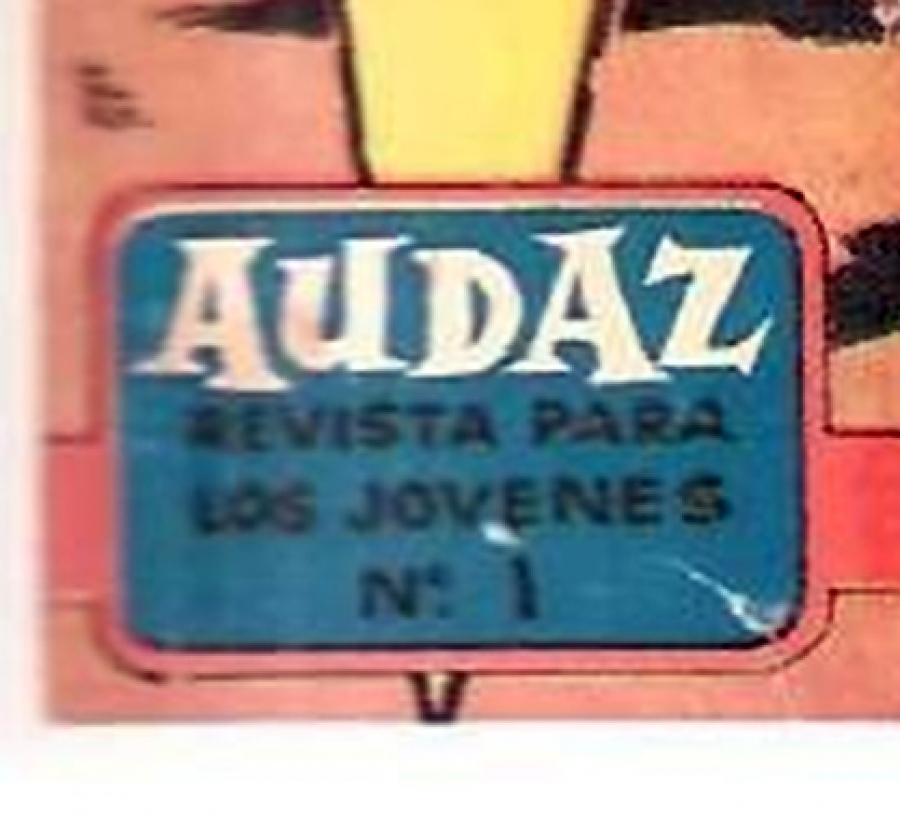 AUDAZ
REVISTA PARA
LOS JOVENES
Nº 1